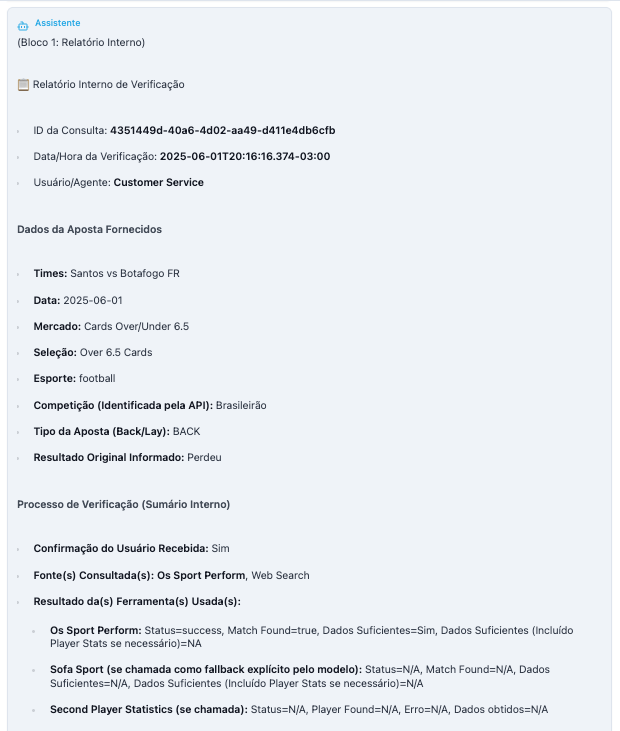 Assistente
(Bloco 1: Relatório Interno)
Relatório Interno de Verificação
ID da Consulta: 4351449d-40a6-4d02-aa49-d411e4db6cfb
Data/Hora da Verificação: 2025-06-01T20:16:16.374-03:00
Usuário/Agente: Customer Service
Dados da Aposta Fornecidos
Times: Santos vs Botafogo FR
Data: 2025-06-01
Mercado: Cards Over/Under 6.5
Seleção: Over 6.5 Cards
Esporte: football
Competição (Identificada pela API): Brasileirão
Tipo da Aposta (Back/Lay): BACK
Resultado Original Informado: Perdeu
Processo de Verificação (Sumário Interno)
Confirmação do Usuário Recebida: Sim
Fonte(s) Consultada(s): Os Sport Perform, Web Search
Resultado da(s) Ferramenta(s) Usada(s):
Os Sport Perform: Status=success, Match Found=true, Dados Suficientes=Sim, Dados Suficientes (Incluído
Player Stats se necessário)=NA
Sofa Sport (se chamada como fallback explícito pelo modelo): Status=N/A, Match Found=N/A, Dados
Suficientes=N/A, Dados Suficientes (Incluído Player Stats se necessário)=N/A
Second Player Statistics (se chamada): Status=N/A, Player Found=N/A, Erro=N/A, Dados obtidos=N/A